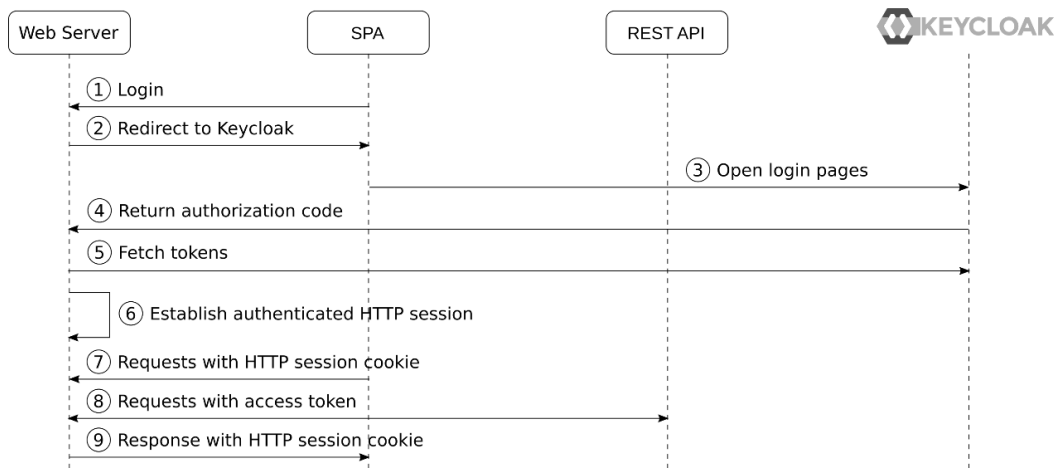 Web Server
SPA
REST API
KEYCLOAK
1 Login
2 Redirect to Keycloak
3 Open login pages
4 Return authorization code
5 Fetch tokens
6 Establish authenticated HTTP session
7 Requests with HTTP session cookie
8 Requests with access token
9 Response with HTTP session cookie